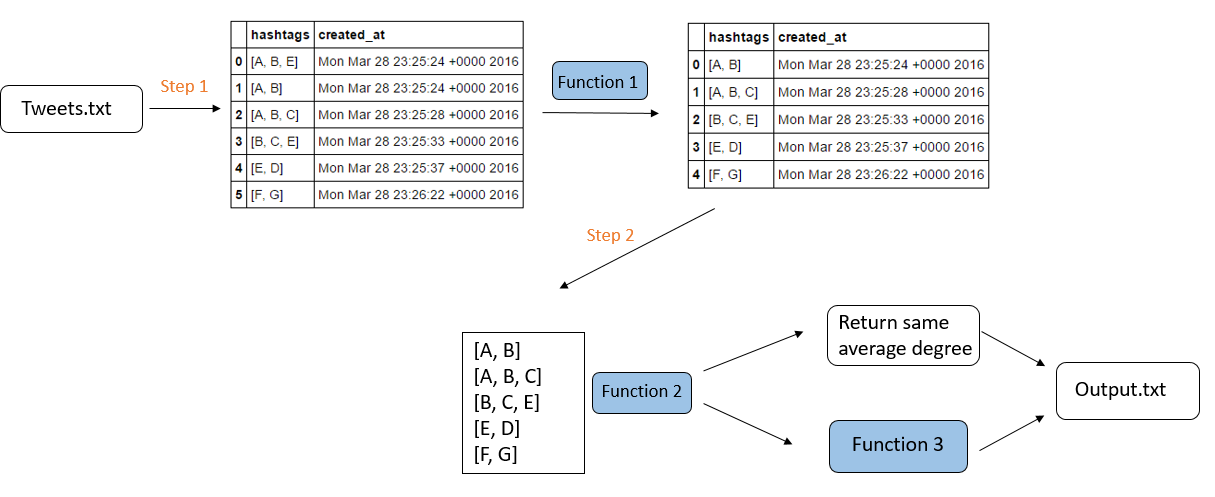 Tweets.txt
Step 1
hashtags created_at
0 [A, B, E] Mon Mar 28 23:25:24 +0000 2016
1 [A, B] Mon Mar 28 23:25:24 +0000 2016
2 [A, B, C] Mon Mar 28 23:25:28 +0000 2016
3 [B, C, E] Mon Mar 28 23:25:33 +0000 2016
4 [E, D] Mon Mar 28 23:25:37 +0000 2016
5 [F, G] Mon Mar 28 23:26:22 +0000 2016
Function 1
hashtags created_at
0 [A, B] Mon Mar 28 23:25:24 +0000 2016
1 [A, B, C] Mon Mar 28 23:25:28 +0000 2016
2 [B, C, E] Mon Mar 28 23:25:33 +0000 2016
3 [E, D] Mon Mar 28 23:25:37 +0000 2016
4 [F, G] Mon Mar 28 23:26:22 +0000 2016
Step 2
[A, B]
[A, B, C]
[B, C, E]
[E, D]
[F, G]
Function 2
Return same
average degree
Function 3
Output.txt